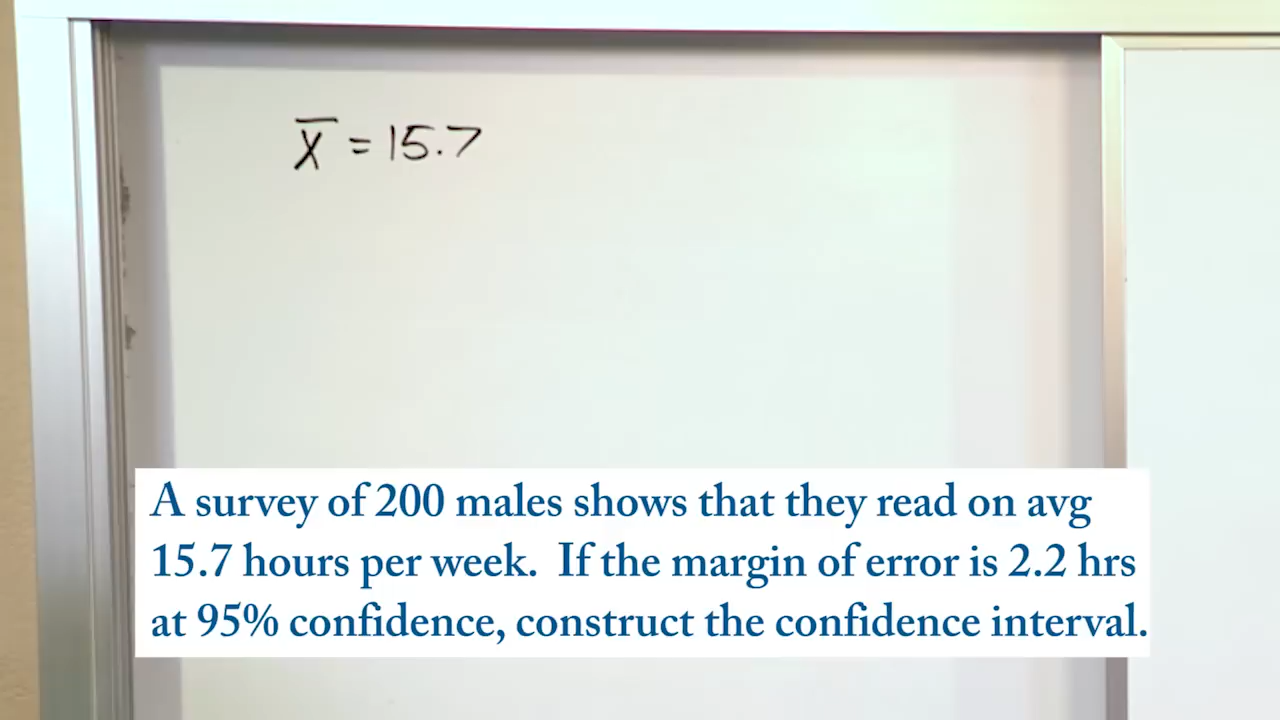 x̄ = 15.7
A survey of 200 males shows that they read on avg
15.7 hours per week. If the margin of error is 2.2 hrs
at 95% confidence, construct the confidence interval.